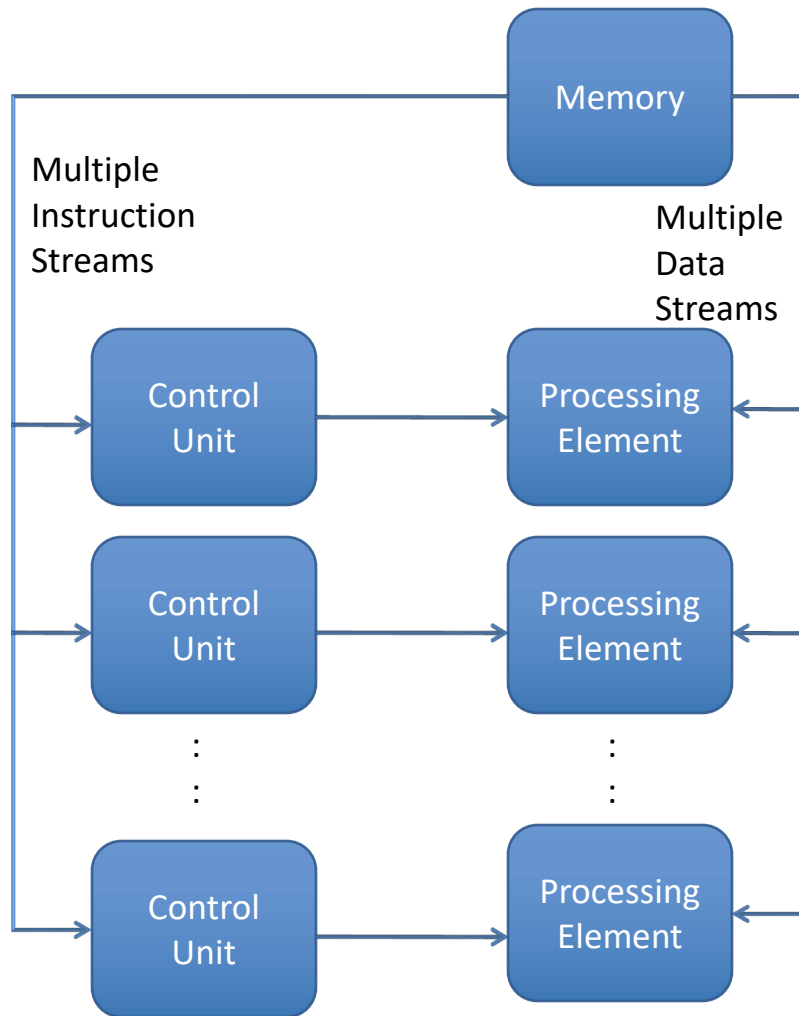 Memory
Multiple
Instruction
Streams
Multiple
Data
Streams
Control
Unit
Processing
Element
Control
Unit
Processing
Element
:
:
:
:
Control
Unit
Processing
Element